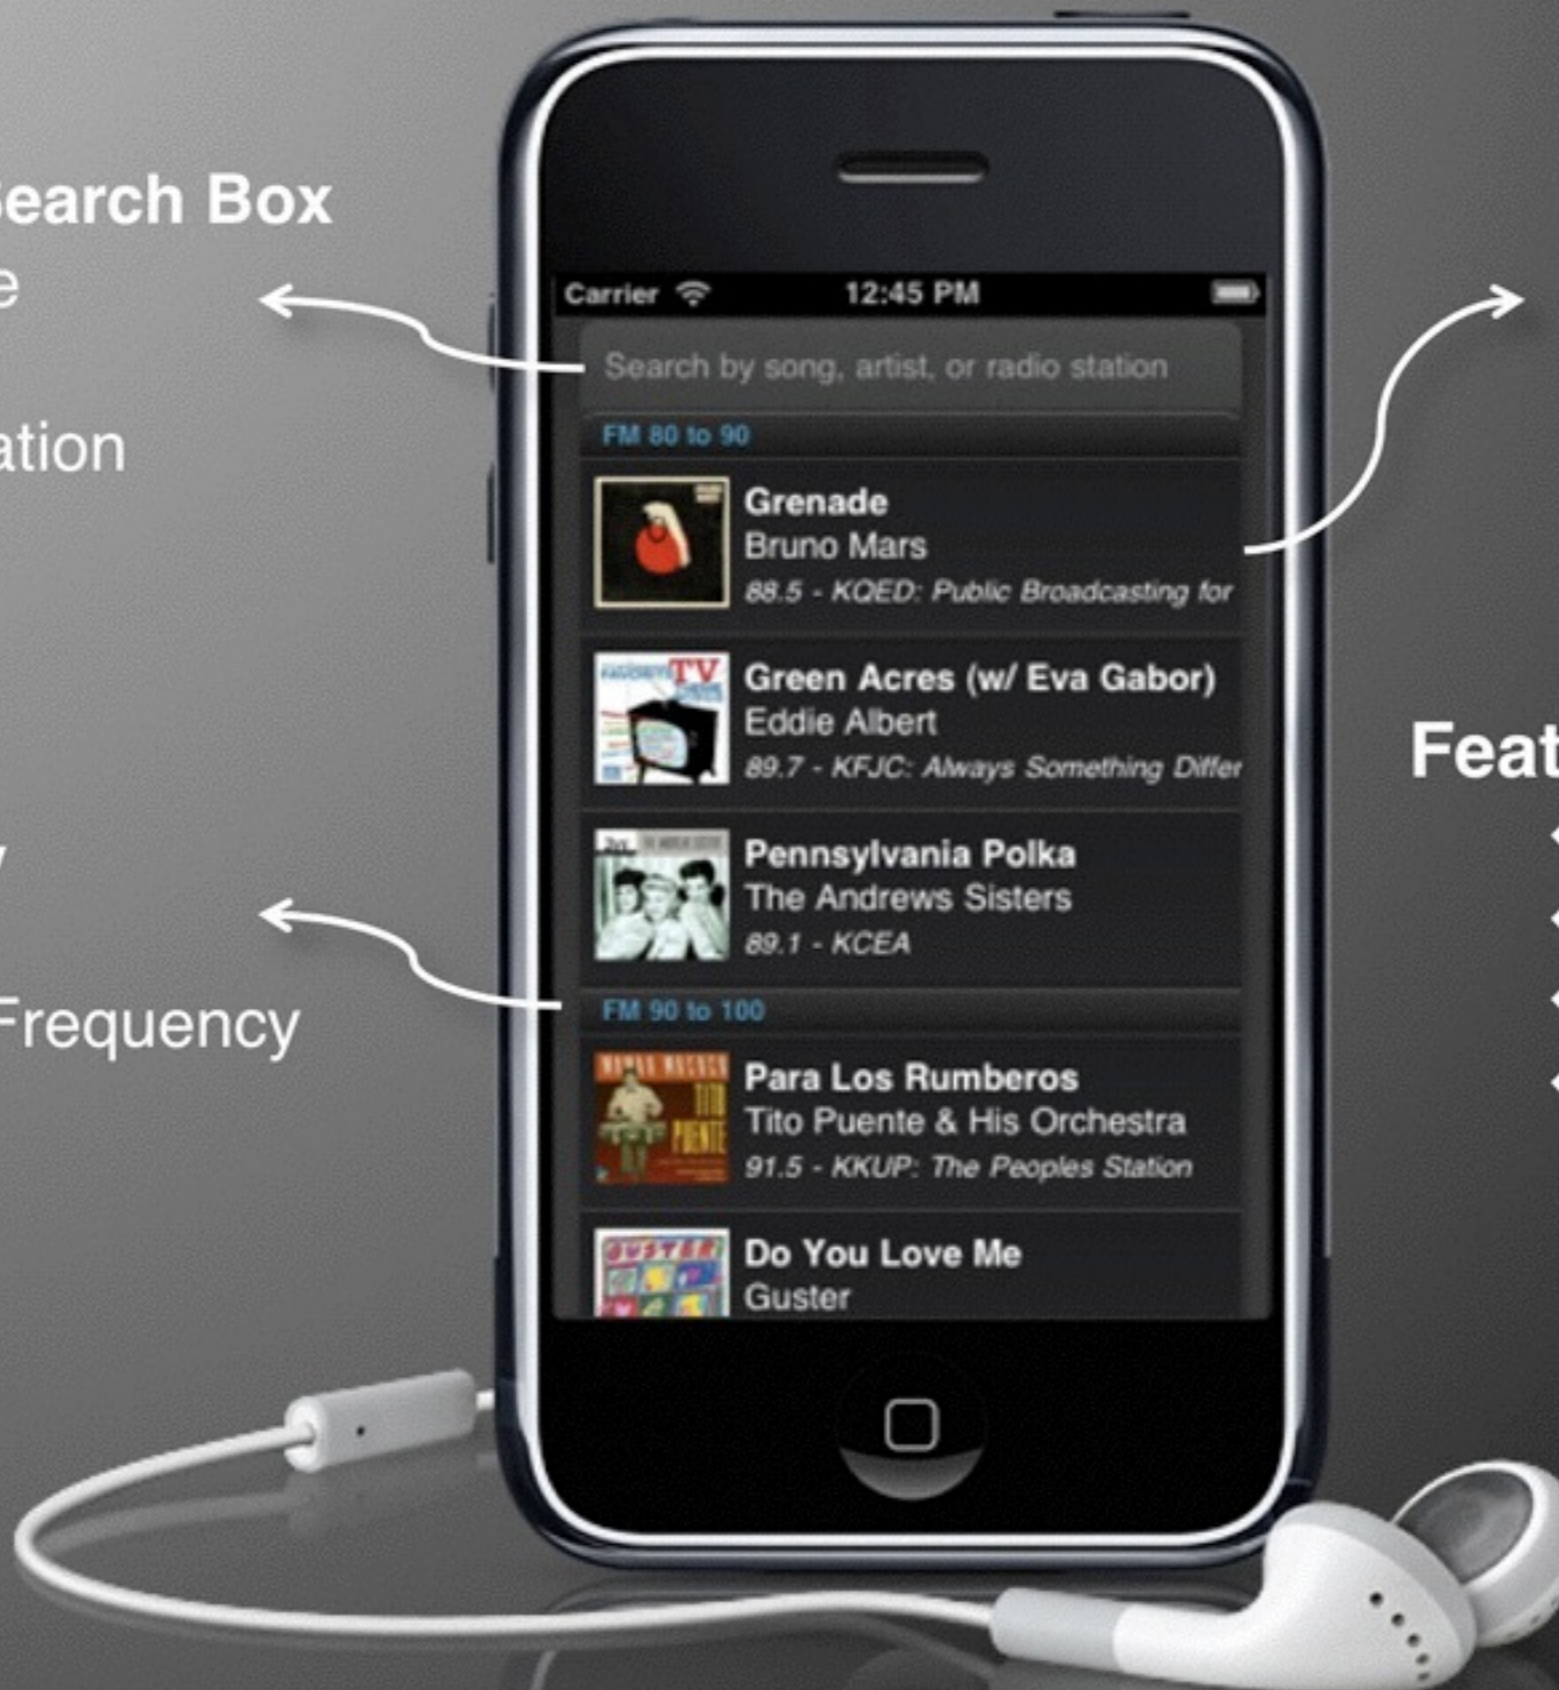 Search Box
e
ation
y
Frequency
Carrier 12:45 PM
Search by song, artist, or radio station
FM 80 to 90
Grenade
Bruno Mars
88.5 - KQED: Public Broadcasting for
TV
Green Acres (w/ Eva Gabor)
Eddie Albert
89.7 - KFJC: Always Something Differ
Pennsylvania Polka
The Andrews Sisters
89.1 - KCEA
FM 90 to 100
TITO
PUENTE
Para Los Rumberos
Tito Puente & His Orchestra
91.5 - KKUP: The Peoples Station
GUSTER
Do You Love Me
Guster
Feat